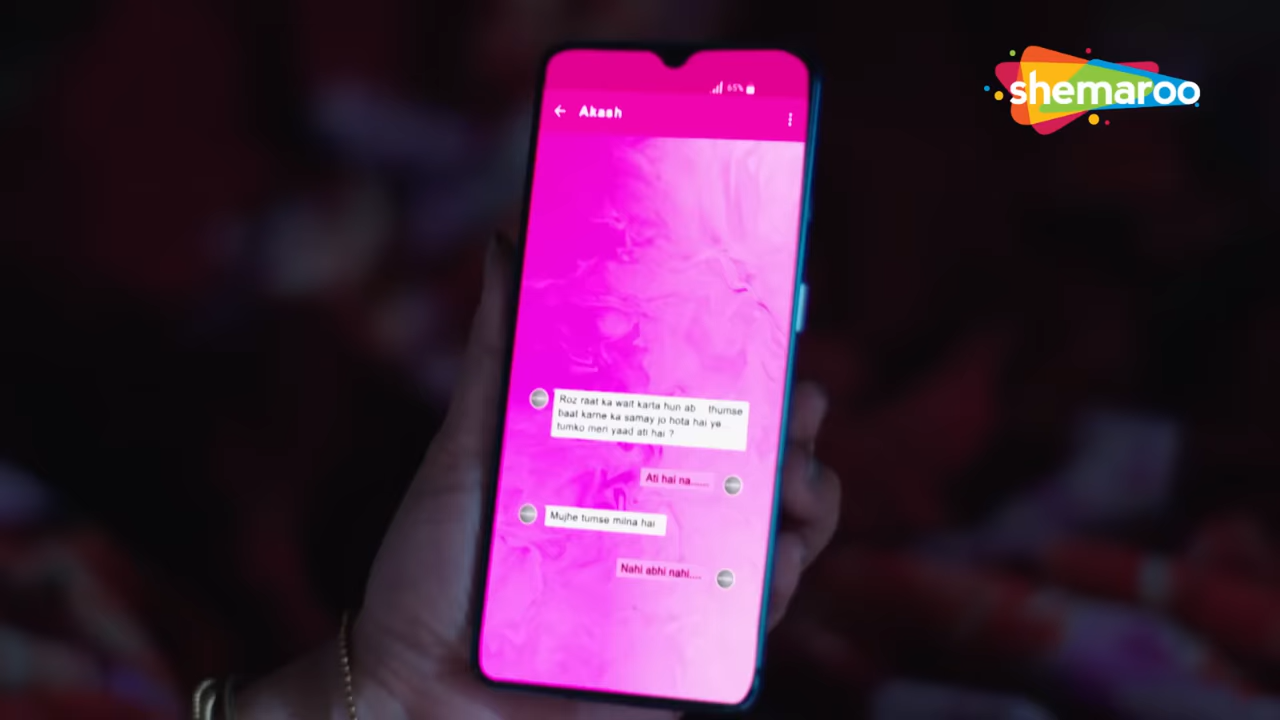 shemaroo
65%
Akash
Roz raat ka wait karta hun ab thumse
baat karne ka samay jo hota hai ye...
tumko meri yaad ati hai ?
Ati hai na......
Mujhe tumse milna hai
Nahi abhi nahi....